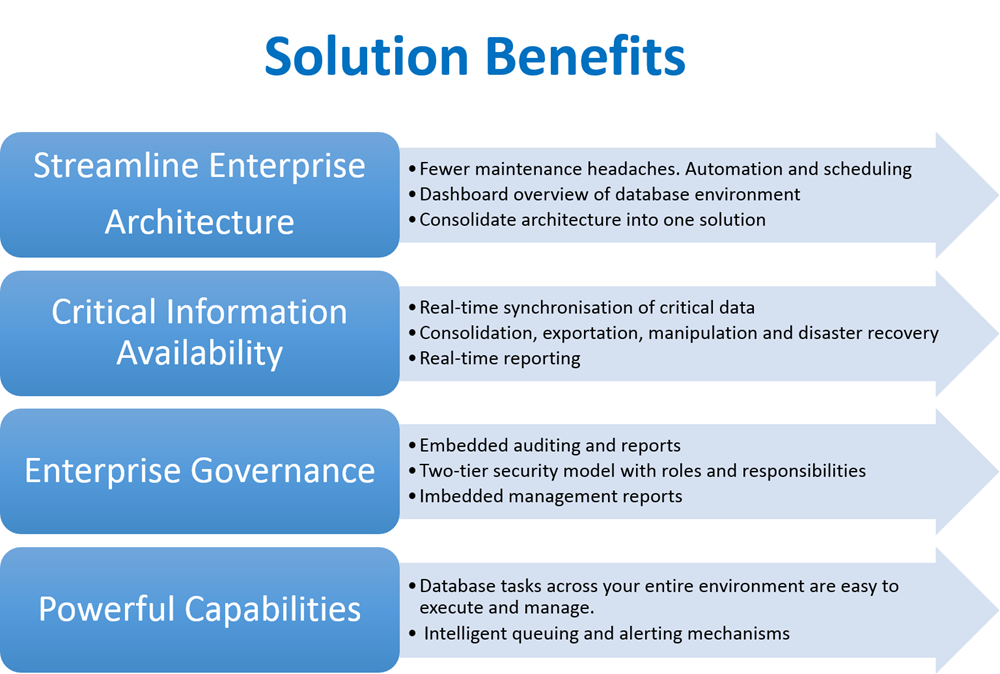 Solution Benefits
Streamline Enterprise
Architecture
•Fewer maintenance headaches. Automation and scheduling
•Dashboard overview of database environment
•Consolidate architecture into one solution
Critical Information
Availability
•Real-time synchronisation of critical data
•Consolidation, exportation, manipulation and disaster recovery
•Real-time reporting
Enterprise Governance
•Embedded auditing and reports
•Two-tier security model with roles and responsibilities
•Imbedded management reports
Powerful Capabilities
•Database tasks across your entire environment are easy to
execute and manage.
• Intelligent queuing and alerting mechanisms